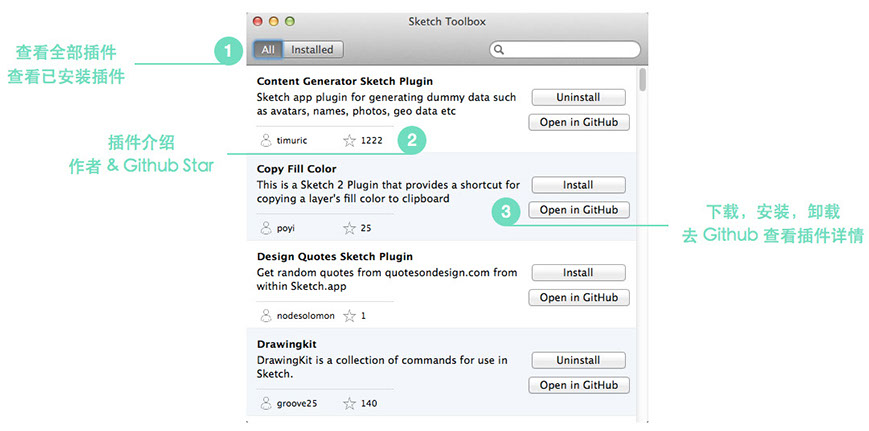 Sketch Toolbox
查看全部插件
查看已安装插件
1
All
Installed
Content Generator Sketch Plugin
Sketch app plugin for generating dummy data such
as avatars, names, photos, geo data etc
timuric
1222
Uninstall
Open in GitHub
插件介绍
作者 & Github Star
2
Copy Fill Color
This is a Sketch 2 Plugin that provides a shortcut for
copying a layer's fill color to clipboard
poyi
25
Install
Open in GitHub
3
下载，安装，卸载
去 Github 查看插件详情
Design Quotes Sketch Plugin
Get random quotes from quotesondesign.com from
within Sketch.app
nodesolomon
1
Install
Open in GitHub
Drawingkit
DrawingKit is a collection of commands for use in
Sketch.
groove25
140
Uninstall
Open in GitHub